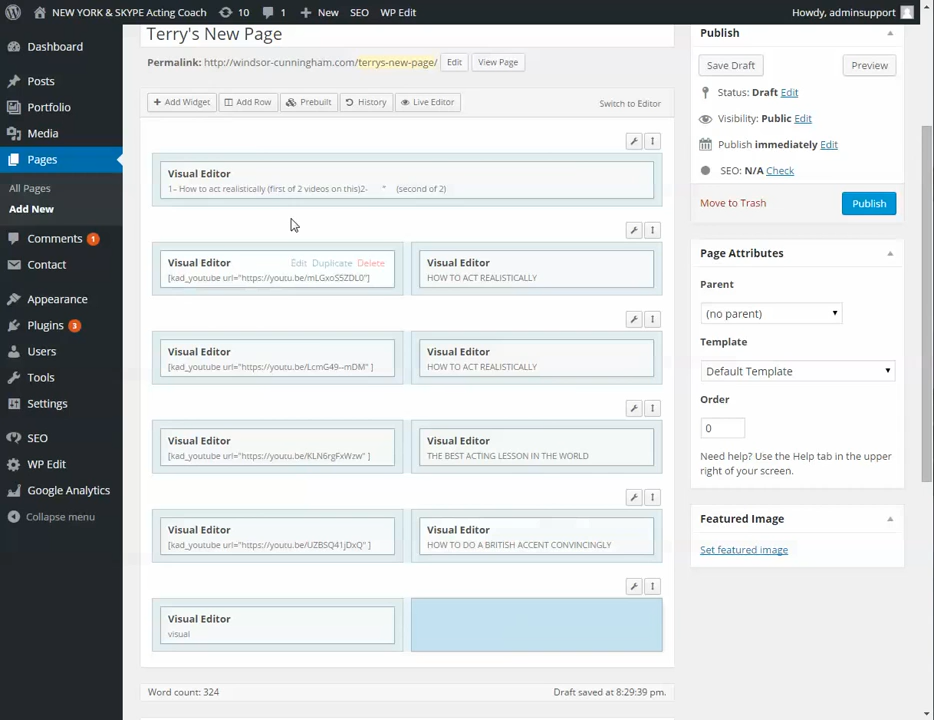 NEW YORK & SKYPE Acting Coach 10 1 New SEO WP Edit Howdy, adminsupport
Dashboard
Posts
Portfolio
Media
Pages
All Pages
Add New
Comments 1
Contact
Appearance
Plugins 3
Users
Tools
Settings
SEO
WP Edit
Google Analytics
Collapse menu
Terry's New Page
Permalink: http://windsor-cunningham.com/terrys-new-page/ Edit View Page
Add Widget Add Row Prebuilt History Live Editor Switch to Editor
Visual Editor
1– How to act realistically (first of 2 videos on this)2- " (second of 2)
Visual Editor Edit Duplicate Delete
[kad_youtube url="https://youtu.be/mLGxoS5ZDL0"]
Visual Editor
HOW TO ACT REALISTICALLY
Visual Editor
[kad_youtube url="https://youtu.be/LcmG49--mDM" ]
Visual Editor
HOW TO ACT REALISTICALLY
Visual Editor
[kad_youtube url="https://youtu.be/KLN6rgFxWzw" ]
Visual Editor
THE BEST ACTING LESSON IN THE WORLD
Visual Editor
[kad_youtube url="https://youtu.be/UZBSQ41jDxQ" ]
Visual Editor
HOW TO DO A BRITISH ACCENT CONVINCINGLY
Visual Editor
visual
Word count: 324 Draft saved at 8:29:39 pm.
Publish
Save Draft Preview
Status: Draft Edit
Visibility: Public Edit
Publish immediately Edit
SEO: N/A Check
Move to Trash Publish
Page Attributes
Parent
(no parent)
Template
Default Template
Order
0
Need help? Use the Help tab in the upper
right of your screen.
Featured Image
Set featured image